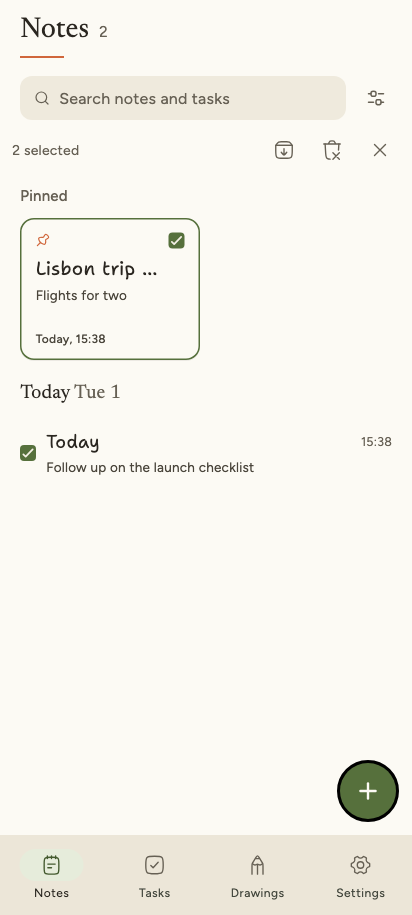 Notes 2
Search notes and tasks
2 selected
Pinned
Lisbon trip ...
Flights for two
Today, 15:38
Today Tue 1
Today 15:38
Follow up on the launch checklist
Notes Tasks Drawings Settings